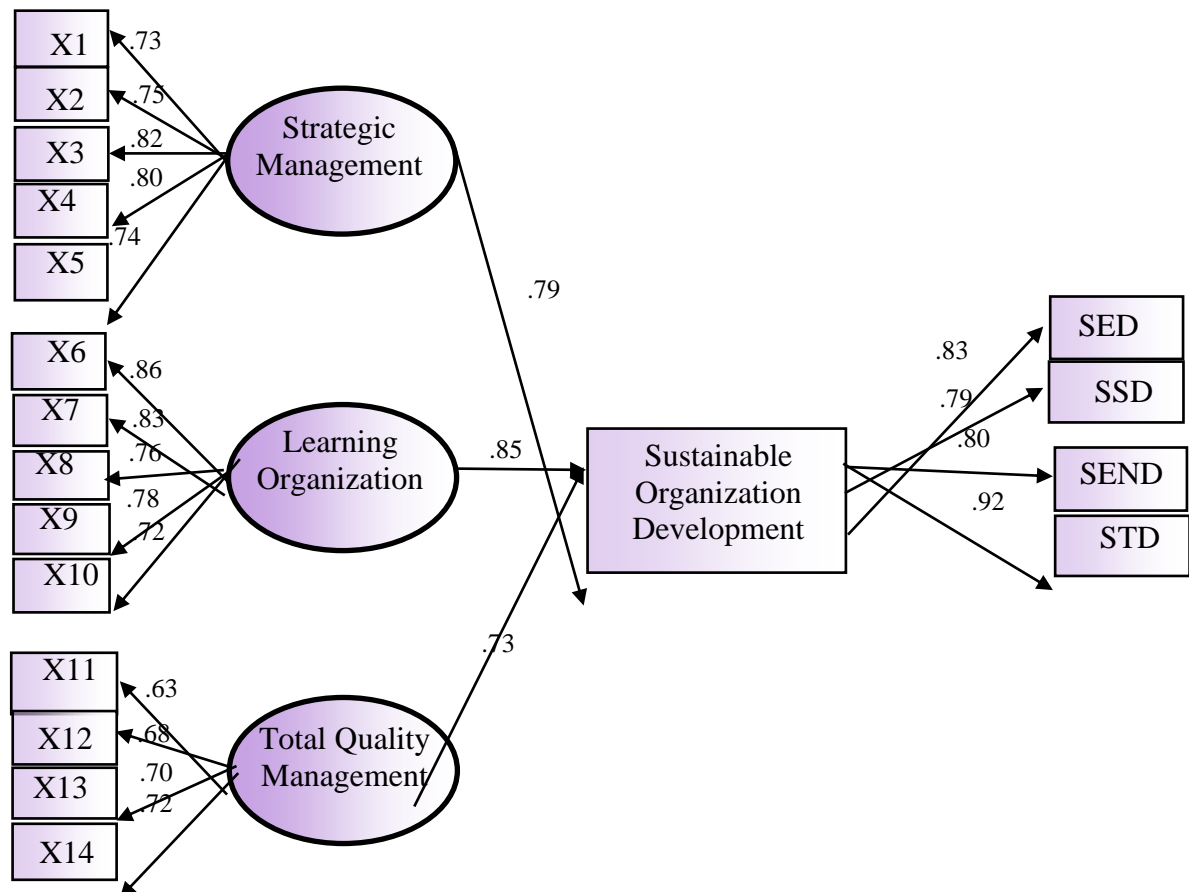 X1
.73
X2
.75
X3
.82
X4
.80
X5
.74
Strategic
Management
.79
X6
.86
X7
.83
X8
.76
X9
.78
X10
.72
Learning
Organization
.85
X11
.63
X12
.68
X13
.70
X14
.72
Total Quality
Management
.73
Sustainable
Organization
Development
.83
SED
.79
SSD
.80
SEND
.92
STD